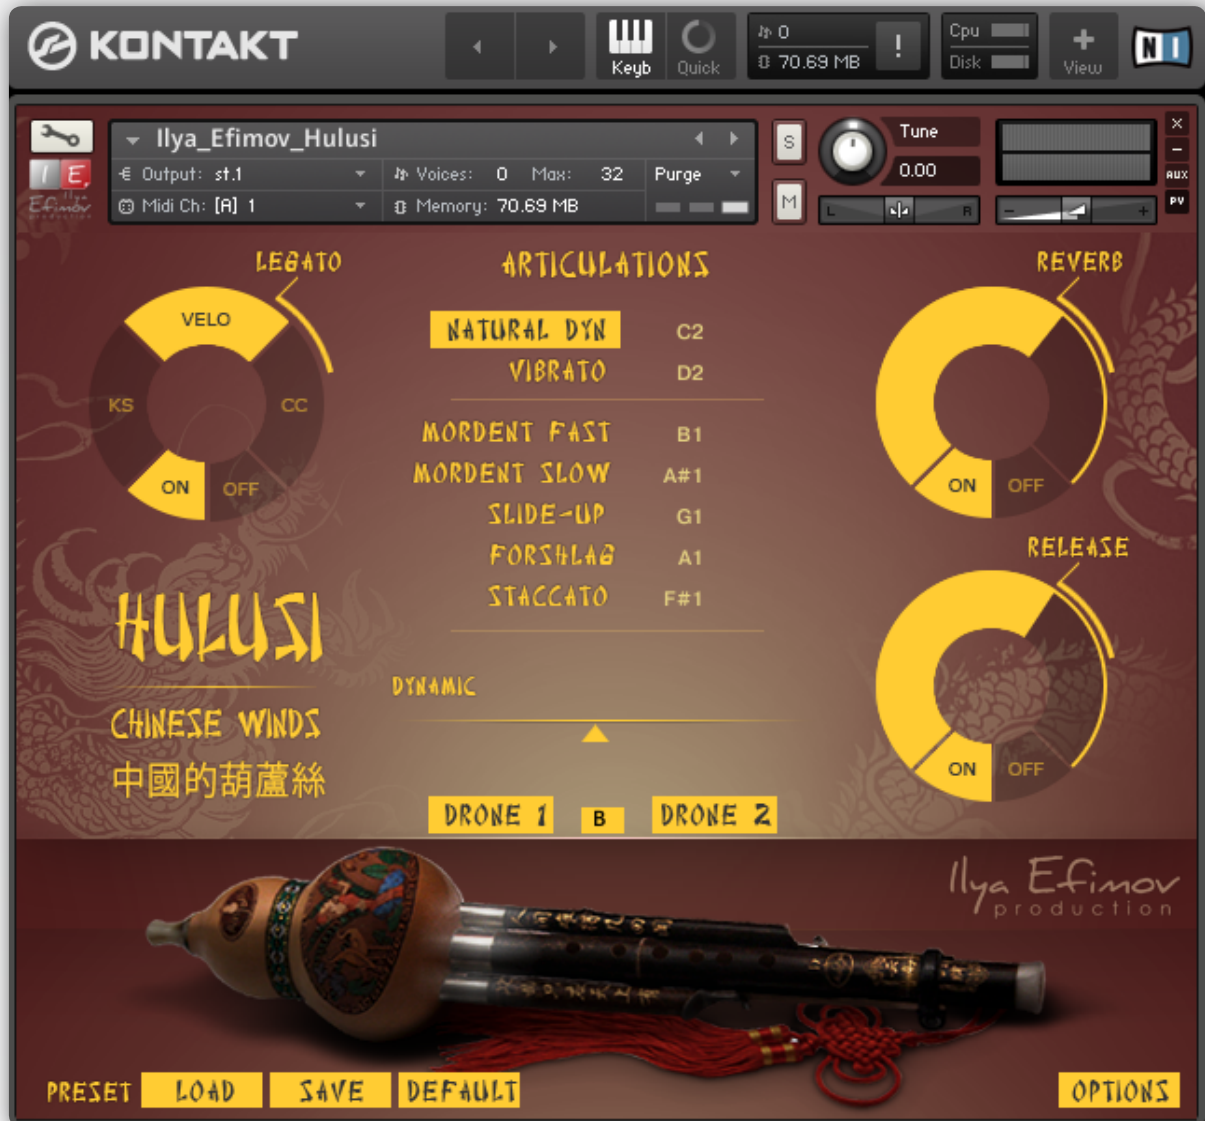 KONTAKT
Keyb
Quick
0
70.69 MB
!
Cpu
Disk
+
View
NI
Ilya_Efimov_Hulusi
Output: st.1
Voices: 0 Max: 32
Purge
Midi Ch: [A] 1
Memory: 70.69 MB
I E.
Ilya
Efimov
production
S
M
Tune
0.00
L R
- +
X
-
AUX
PV
LEGATO
VELO
KS
CC
ON
OFF
ARTICULATIONS
NATURAL DYN C2
VIBRATO D2
MORDENT FAST B1
MORDENT SLOW A#1
SLIDE-UP G1
FORSHLAG A1
STACCATO F#1
DYNAMIC
DRONE 1
B
DRONE 2
REVERB
ON
OFF
RELEASE
ON
OFF
HULUSI
CHINESE WINDS
中國的葫蘆絲
Ilya Efimov
production
PRESET
LOAD
SAVE
DEFAULT
OPTIONS